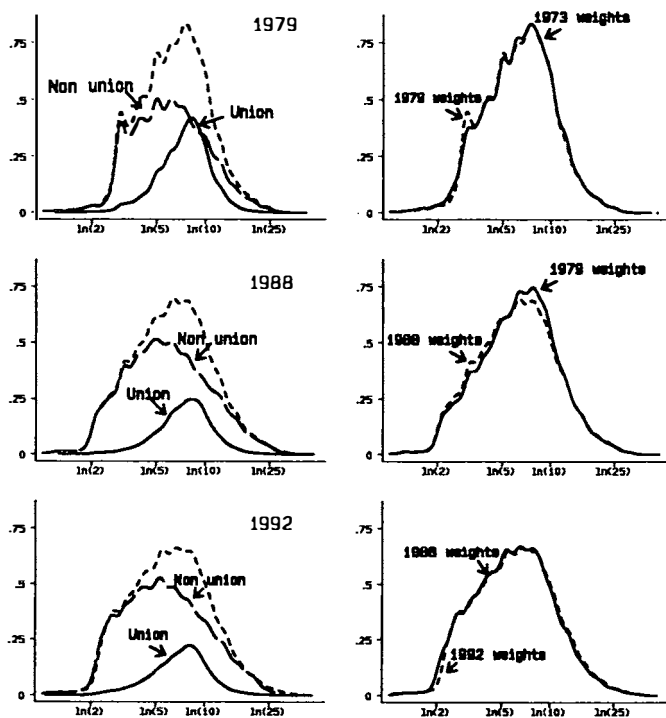 1979
.75
.5
.25
0
Non union
Union
ln(2)
ln(5)
ln(10)
ln(25)
.75
.5
.25
0
1973 weights
1979 weights
ln(2)
ln(5)
ln(10)
ln(25)
1988
.75
.5
.25
0
Non union
Union
ln(2)
ln(5)
ln(10)
ln(25)
.75
.5
.25
0
1979 weights
1988 weights
ln(2)
ln(5)
ln(10)
ln(25)
1992
.75
.5
.25
0
Non union
Union
ln(2)
ln(5)
ln(10)
ln(25)
.75
.5
.25
0
1988 weights
1992 weights
ln(2)
ln(5)
ln(10)
ln(25)